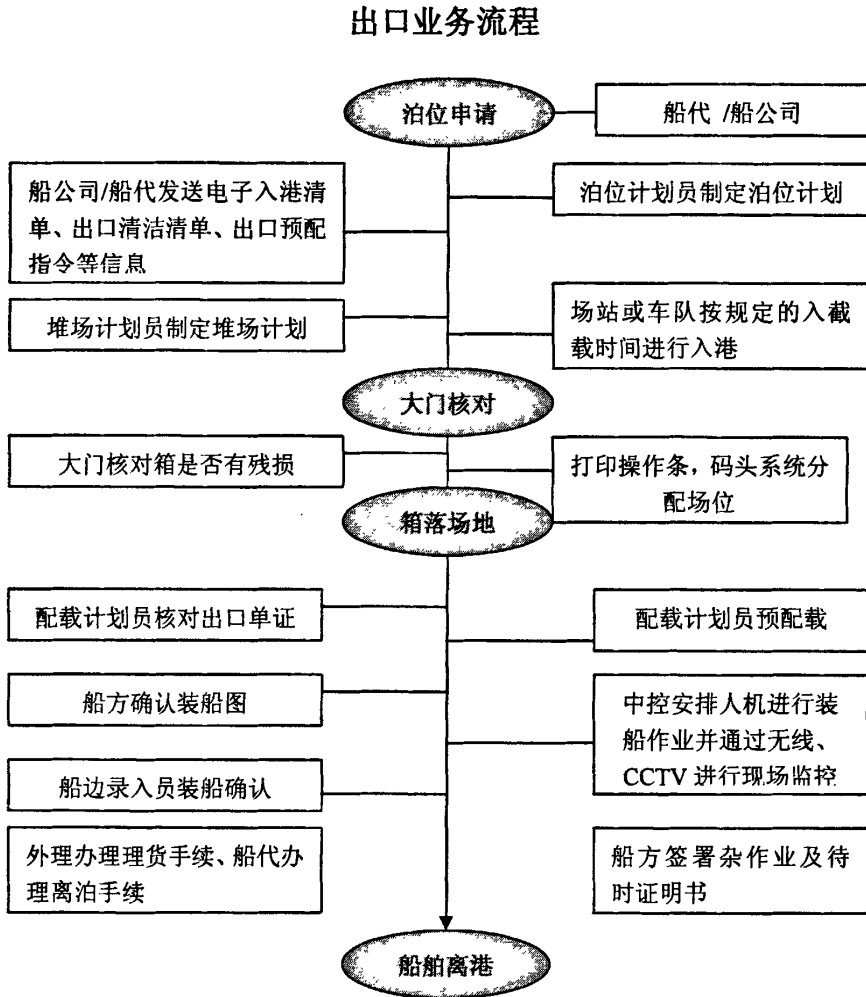 出口业务流程
泊位申请
船代 /船公司
船公司/船代发送电子入港清
单、出口清洁清单、出口预配
指令等信息
泊位计划员制定泊位计划
堆场计划员制定堆场计划
场站或车队按规定的入截
载时间进行入港
大门核对
大门核对箱是否有残损
打印操作条，码头系统分
配场位
箱落场地
配载计划员核对出口单证
配载计划员预配载
船方确认装船图
中控安排人机进行装
船作业并通过无线、
CCTV 进行现场监控
船边录入员装船确认
外理办理理货手续、船代办
理离泊手续
船方签署杂作业及待
时证明书
船舶离港